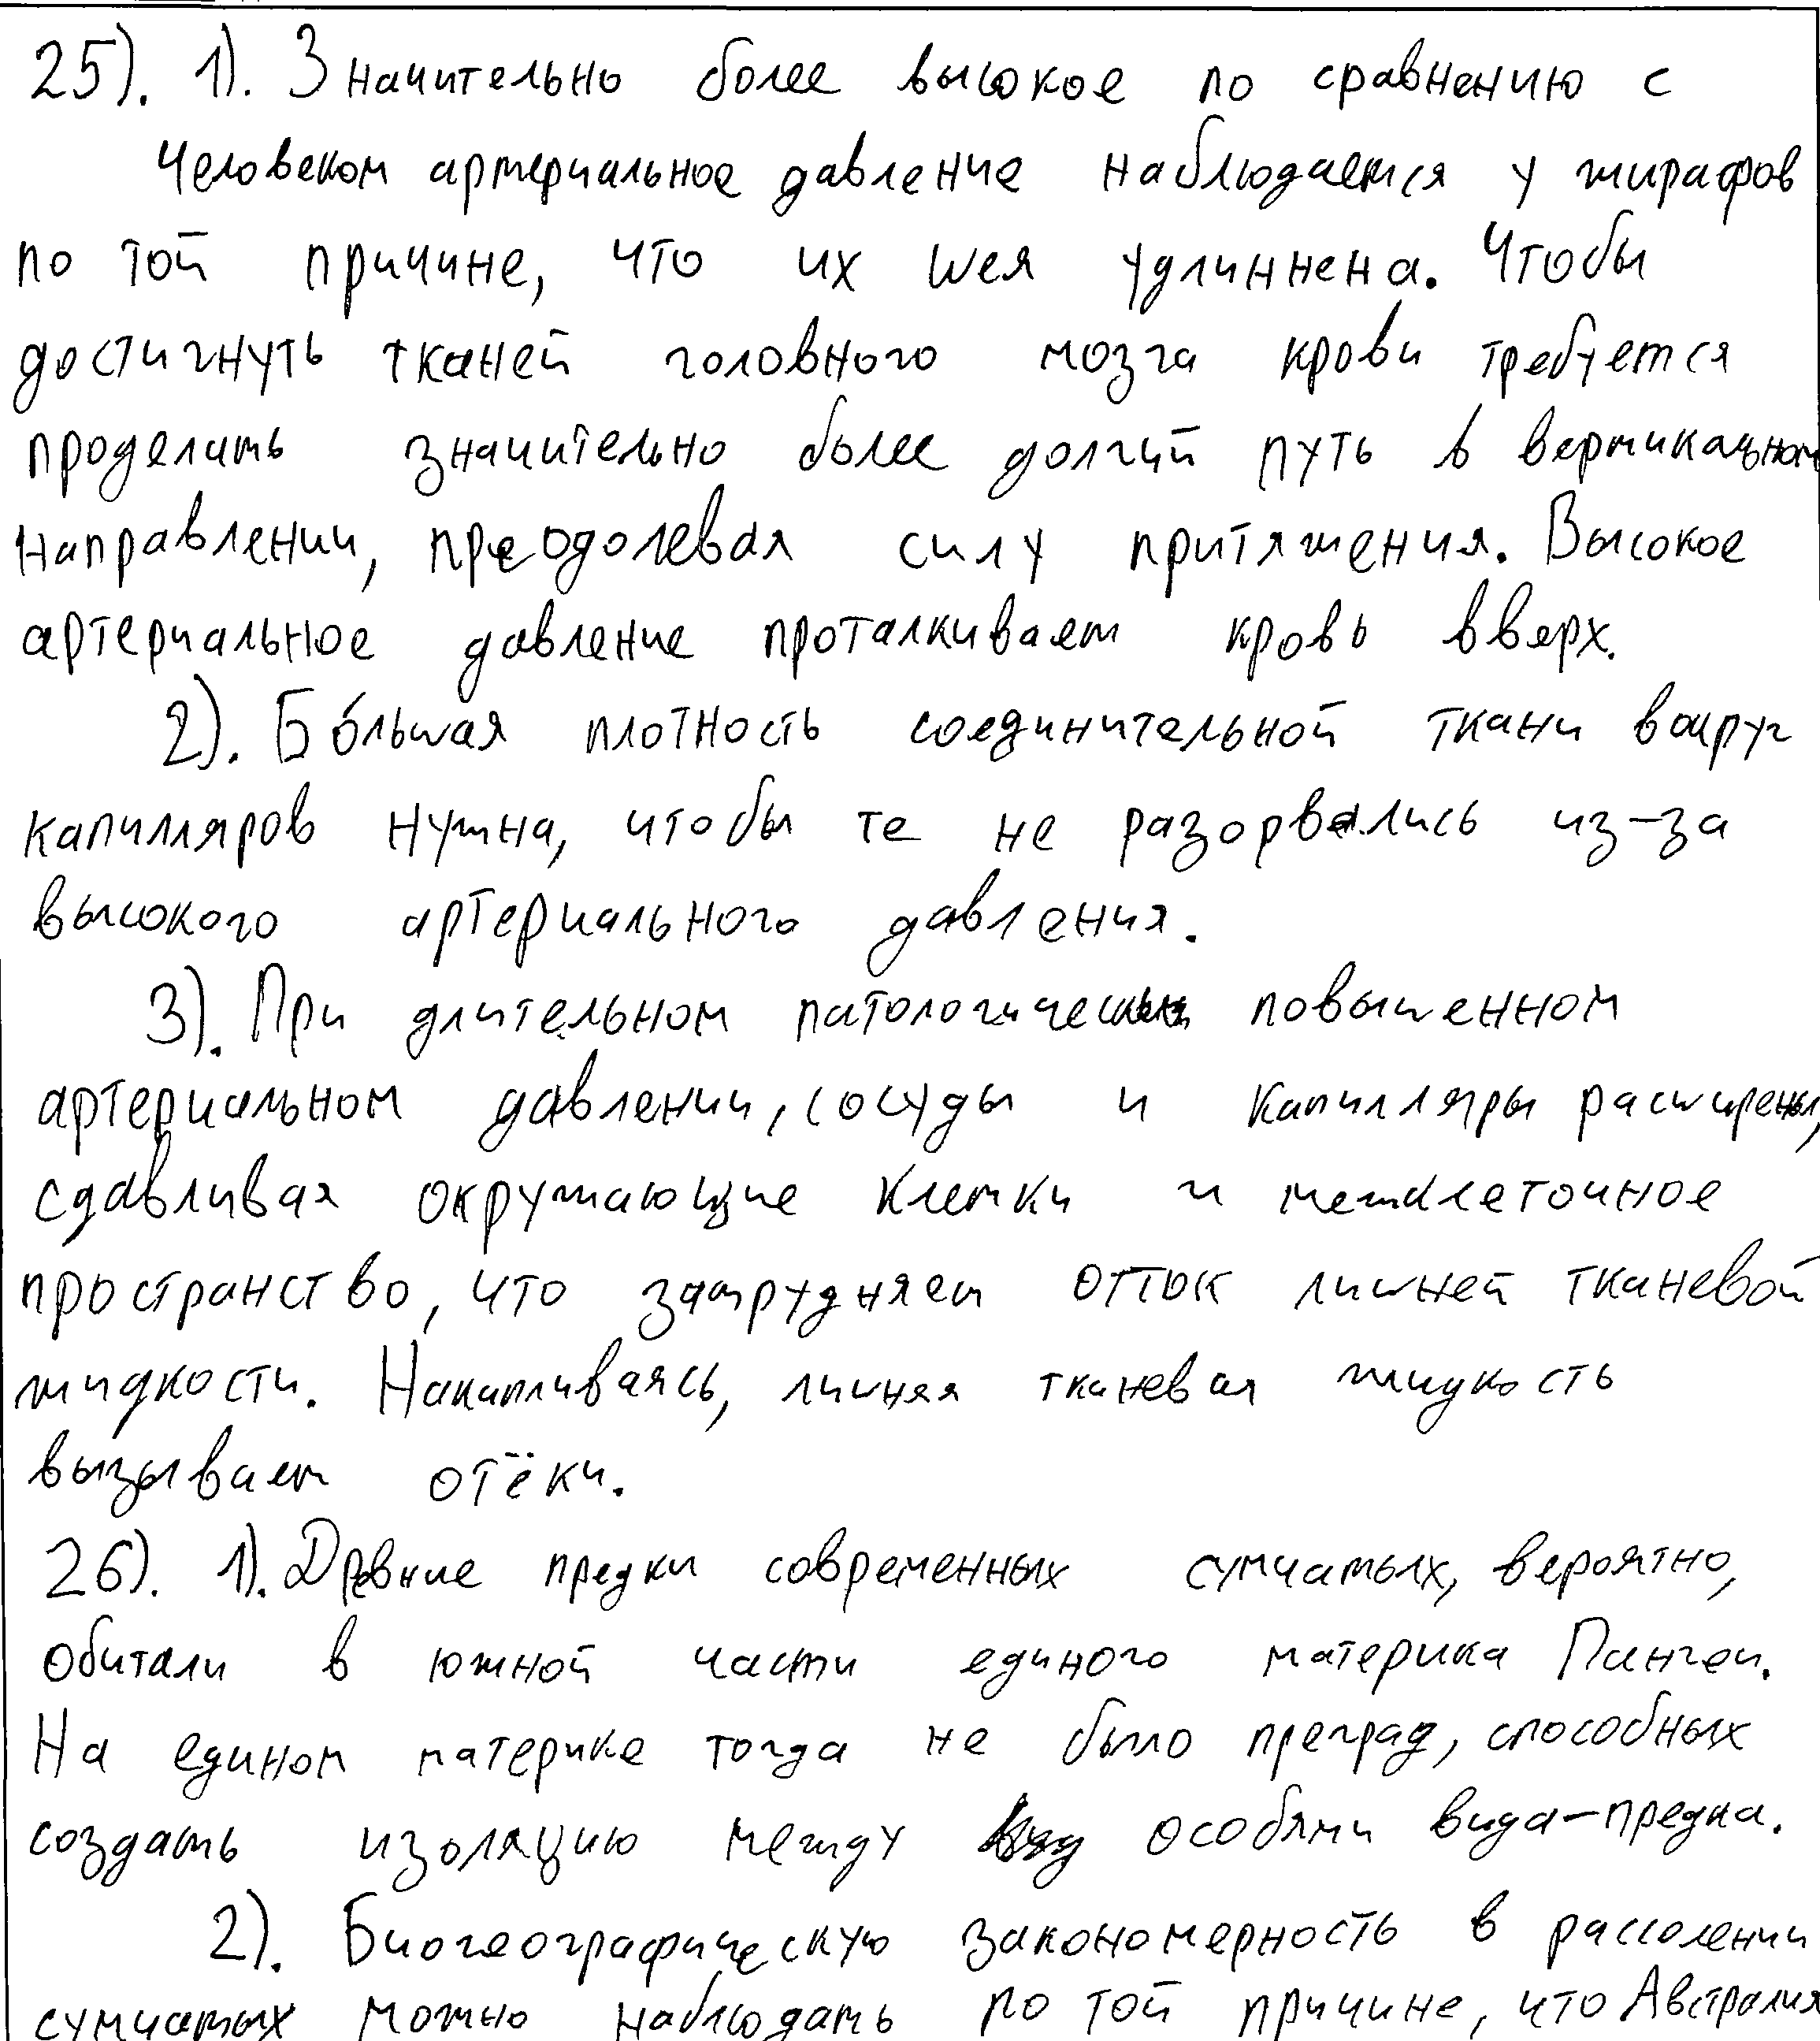 25). 1). Значительно более высокое по сравнению с
человеком артериальное давление наблюдается у жирафов
по той причине, что их шея удлиннена. Чтобы
достигнуть тканей головного мозга крови требуется
проделать значительно более долгий путь в вертикальном
направлении, преодолевая силу притяжения. Высокое
артериальное давление проталкивает кровь вверх.
2). Бо́льшая плотность соединительной ткани вокруг
капилляров нужна, чтобы те не разорвались из-за
высокого артериального давления.
3). При длительном патологически повышенном
артериальном давлении, сосуды и капилляры расширены,
сдавливая окружающие клетки и межклеточное
пространство, что затрудняет отток лишней тканевой
жидкости. Накапливаясь, лишняя тканевая жидкость
вызывает отёки.
26). 1). Древние предки современных сумчатых, вероятно,
обитали в южной части единого материка Пангеи.
На едином материке тогда не было преград, способных
создать изоляцию между особями вида-предка.
2). Биогеографическую закономерность в расселении
сумчатых можно наблюдать по той причине, что Австралия